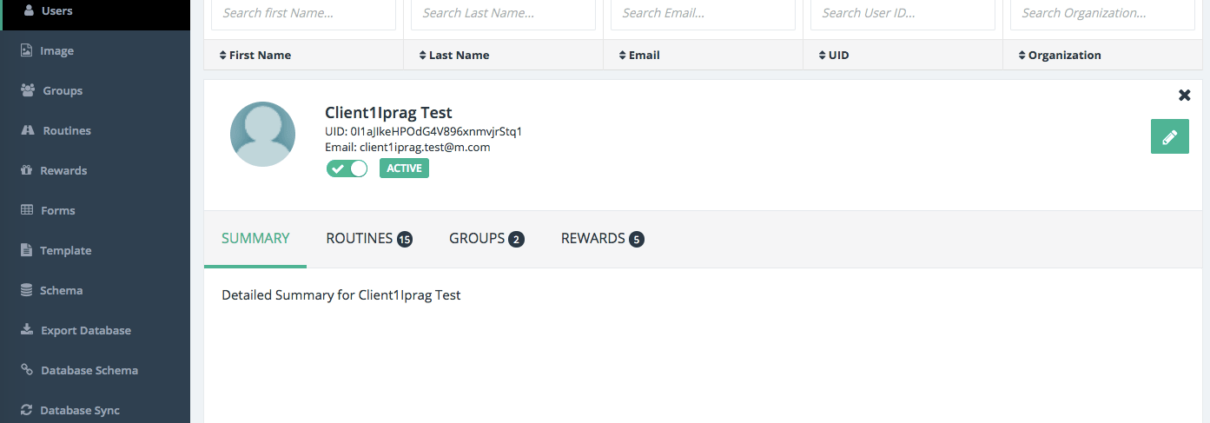 Users
Image
Groups
Routines
Rewards
Forms
Template
Schema
Export Database
Database Schema
Database Sync
Search first Name... Search Last Name... Search Email... Search User ID... Search Organization...
First Name Last Name Email UID Organization
Client1Iprag Test
UID: 0I1aJIkeHPOdG4V896xnmvjrStq1
Email: client1iprag.test@m.com
ACTIVE
SUMMARY ROUTINES 15 GROUPS 2 REWARDS 5
Detailed Summary for Client1Iprag Test